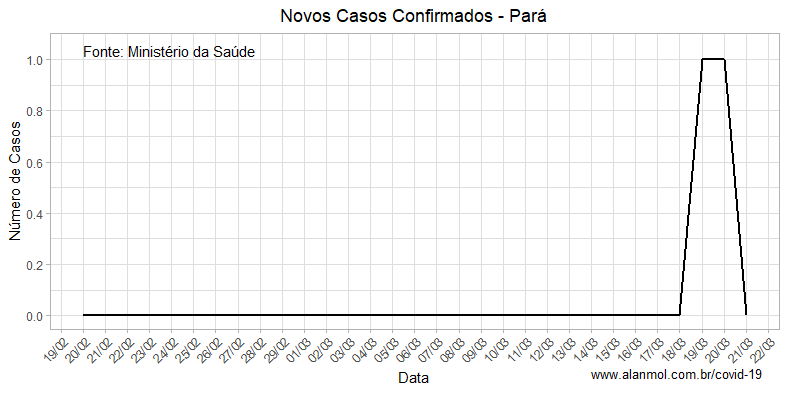 Novos Casos Confirmados - Pará
Fonte: Ministério da Saúde
Número de Casos
1.0
0.8
0.6
0.4
0.2
0.0
19/02 20/02 21/02 22/02 23/02 24/02 25/02 26/02 27/02 28/02 29/02 01/03 02/03 03/03 04/03 05/03 06/03 07/03 08/03 09/03 10/03 11/03 12/03 13/03 14/03 15/03 16/03 17/03 18/03 19/03 20/03 21/03 22/03
Data
www.alanmol.com.br/covid-19